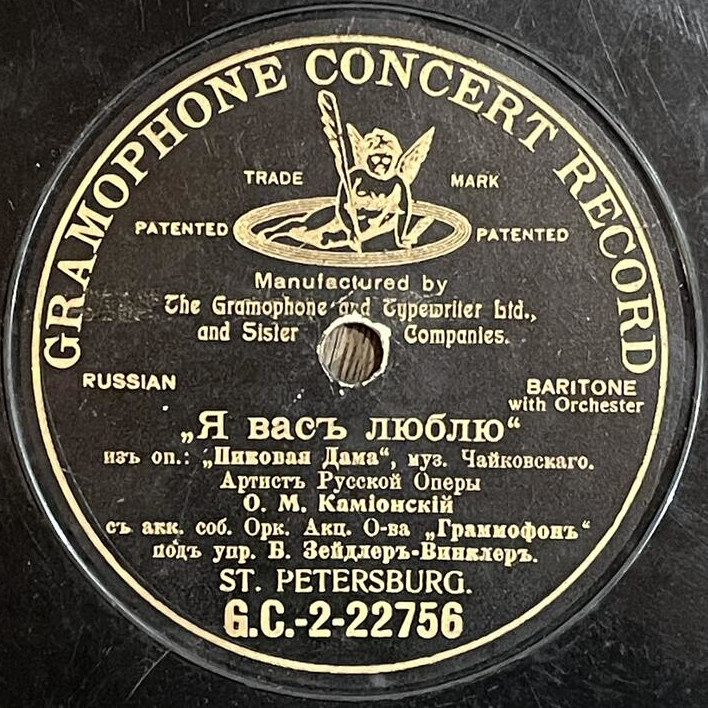 GRAMOPHONE CONCERT RECORD
TRADE MARK
PATENTED PATENTED
Manufactured by
The Gramophone and Typewriter Ltd.,
and Sister Companies.
RUSSIAN
BARITONE
with Orchester
„Я васъ люблю“
изъ оп.: „Пиковая Дама“, муз. Чайковскаго.
Артистъ Русской Оперы
О. М. Камiонскiй
съ акк. соб. Орк. Акц. О-ва „Граммофонъ“
подъ упр. Б. Зейдлеръ-Винклеръ.
ST. PETERSBURG.
G.C.-2-22756